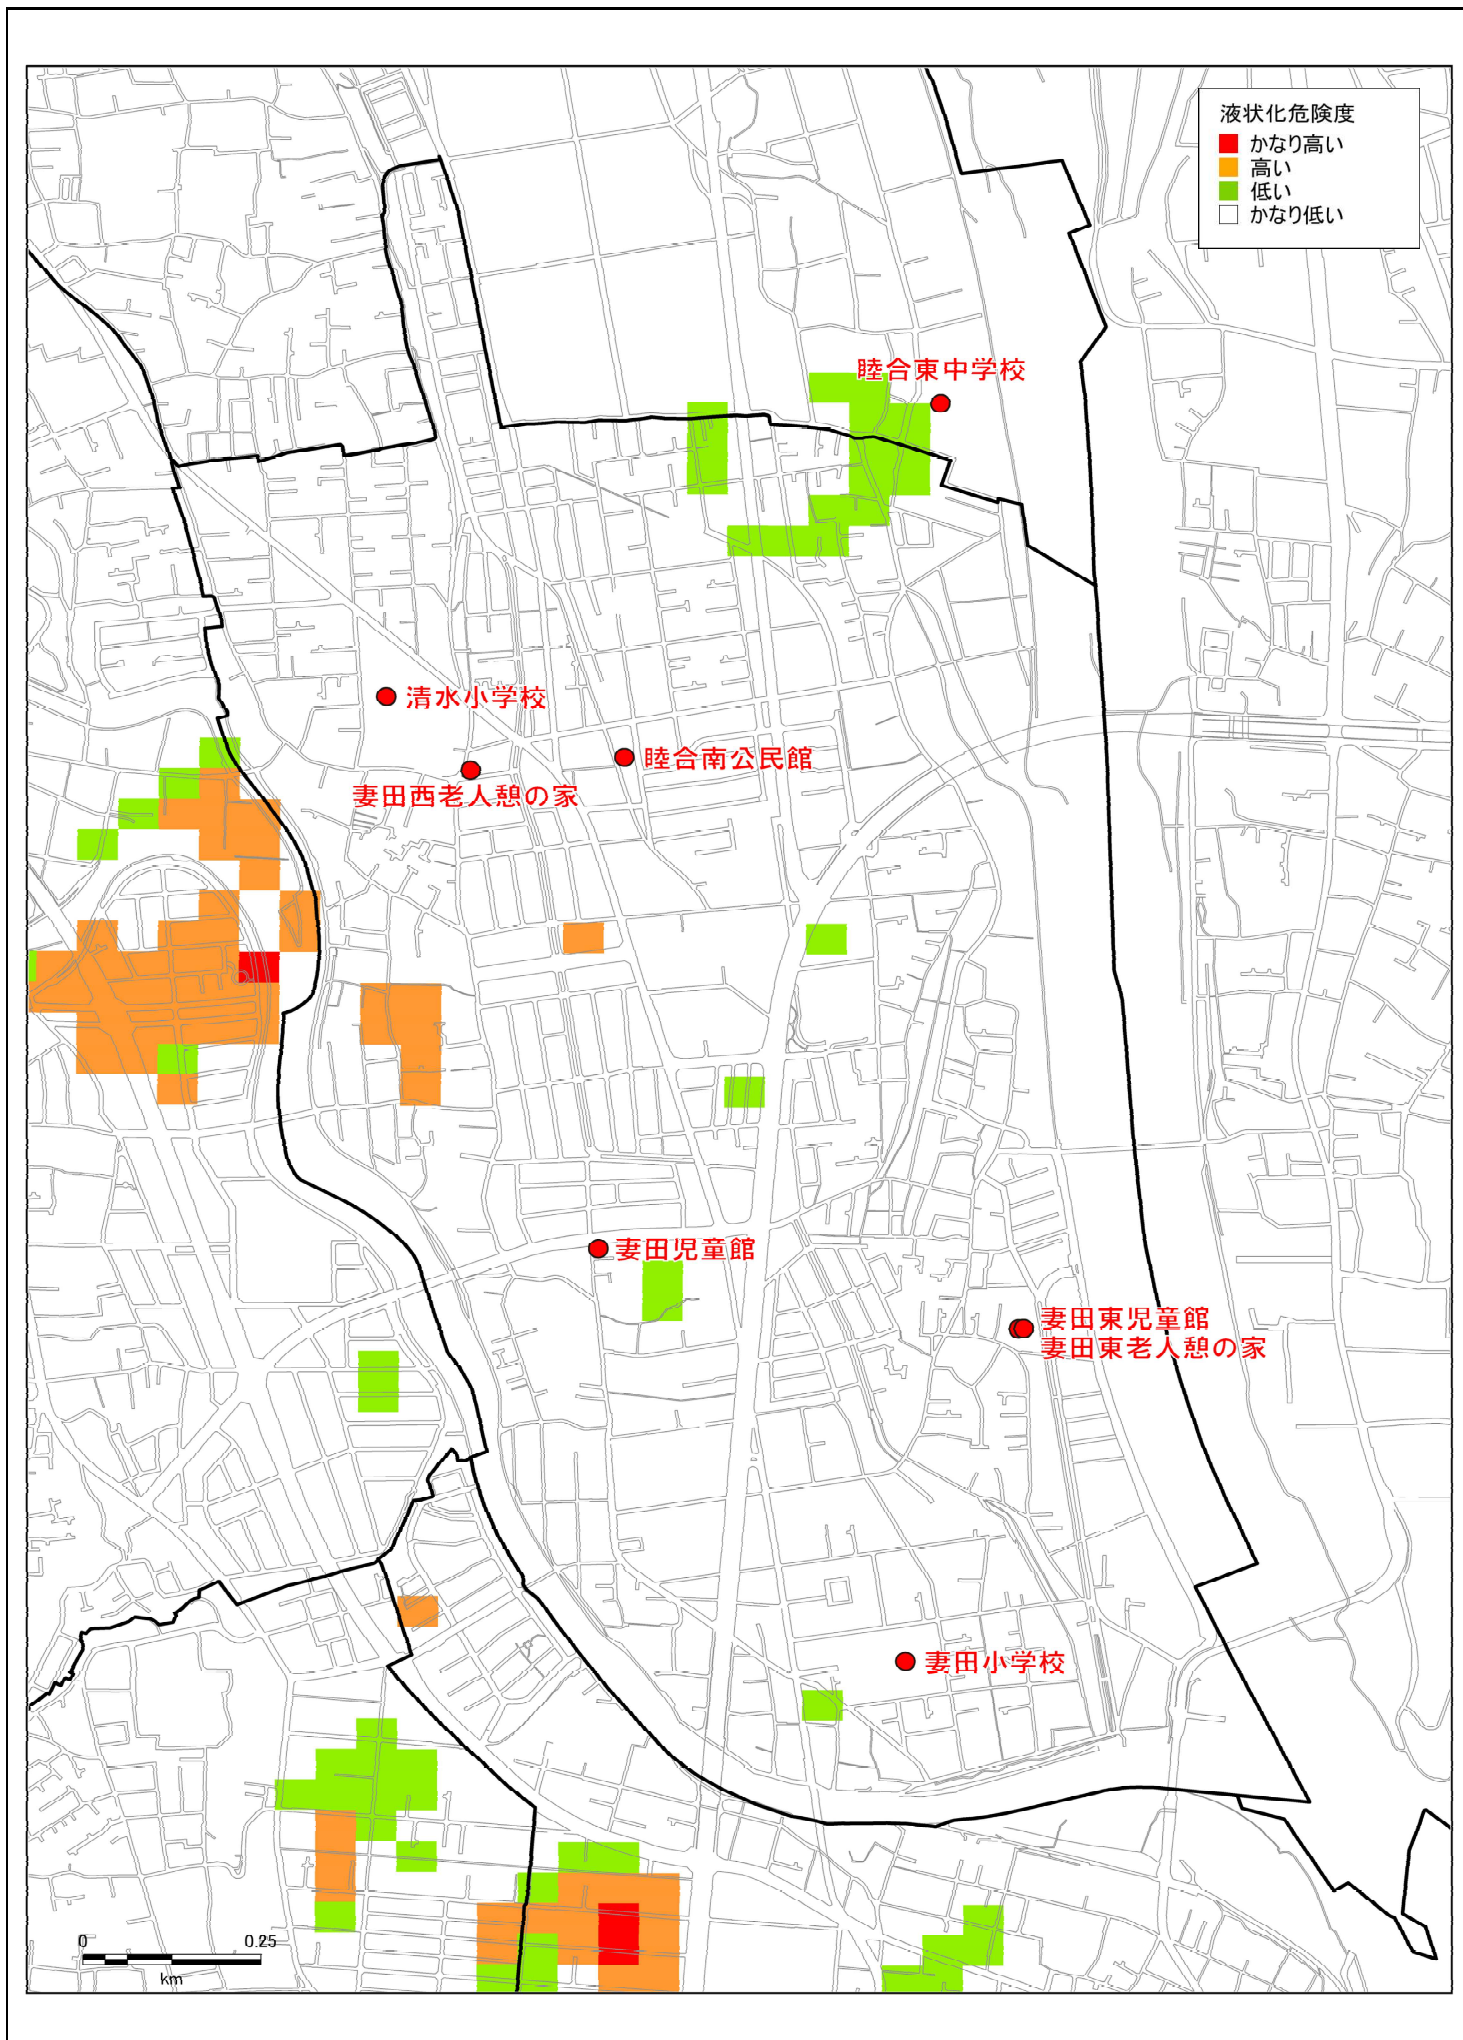 液状化危険度
かなり高い
高い
低い
かなり低い
睦合東中学校
清水小学校
睦合南公民館
妻田西老人憩の家
妻田児童館
妻田東児童館
妻田東老人憩の家
妻田小学校
0 0.25
km